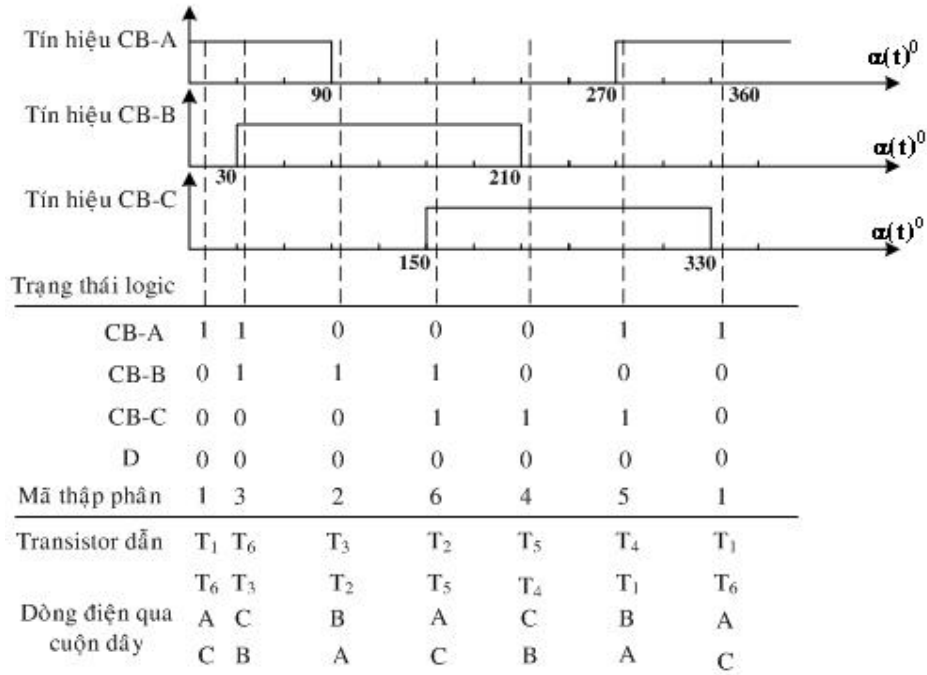 Tín hiệu CB-A
α(t)⁰
90 270 360
Tín hiệu CB-B
α(t)⁰
30 210
Tín hiệu CB-C
α(t)⁰
150 330
Trạng thái logic
CB-A 1 1 0 0 0 1 1
CB-B 0 1 1 1 0 0 0
CB-C 0 0 0 1 1 1 0
D 0 0 0 0 0 0 0
Mã thập phân 1 3 2 6 4 5 1
Transistor dẫn T₁ T₆ T₃ T₂ T₅ T₄ T₁
T₆ T₃ T₂ T₅ T₄ T₁ T₆
Dòng điện qua A C B A C B A
cuộn dây C B A C B A C